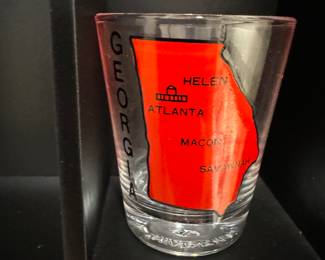 GEORGIA
HELEN
ATLANTA
MACON
SAVANNAH